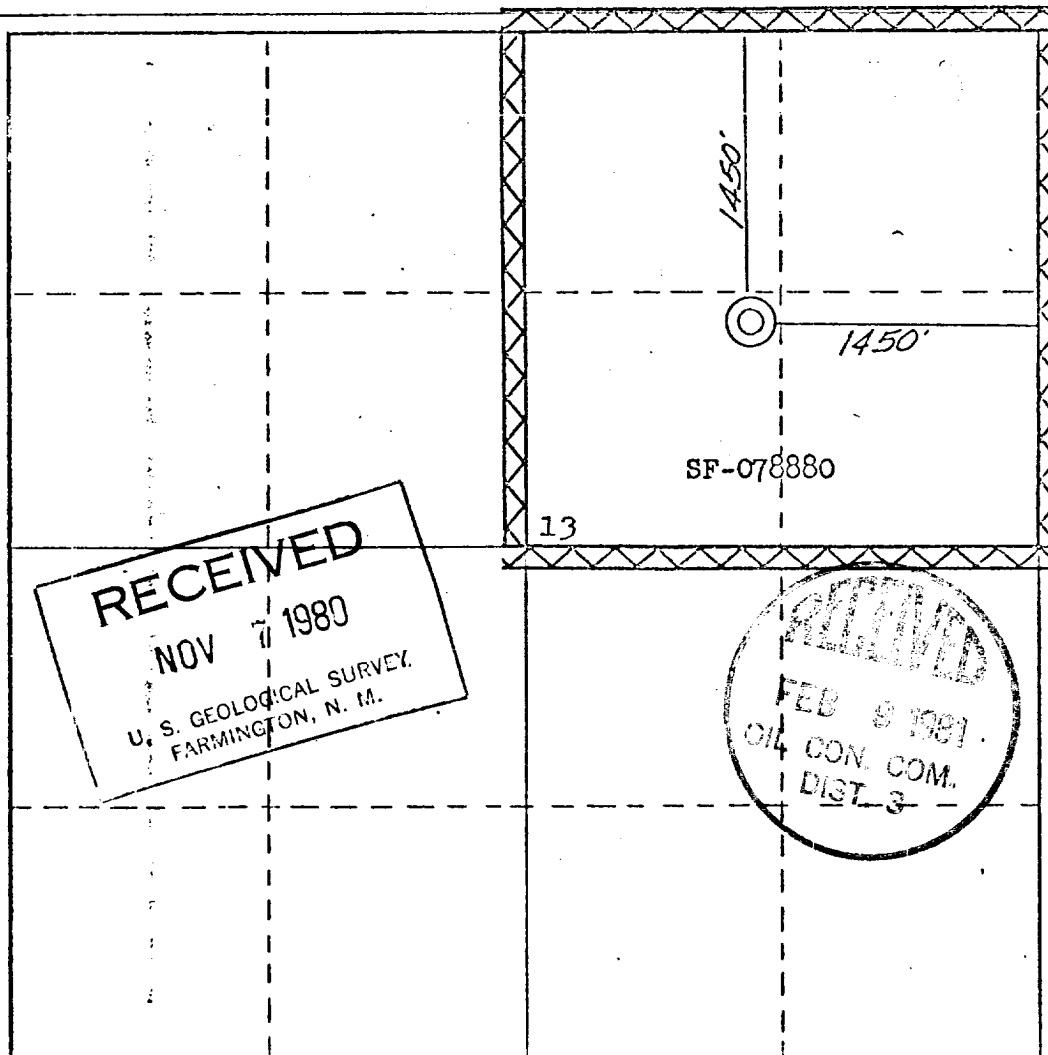 1450'
1450'
SF-078880
13
RECEIVED
NOV 7 1980
U. S. GEOLOGICAL SURVEY.
FARMINGTON, N. M.
RECEIVED
FEB 9 1981
OIL CON. COM.
DIST. 3